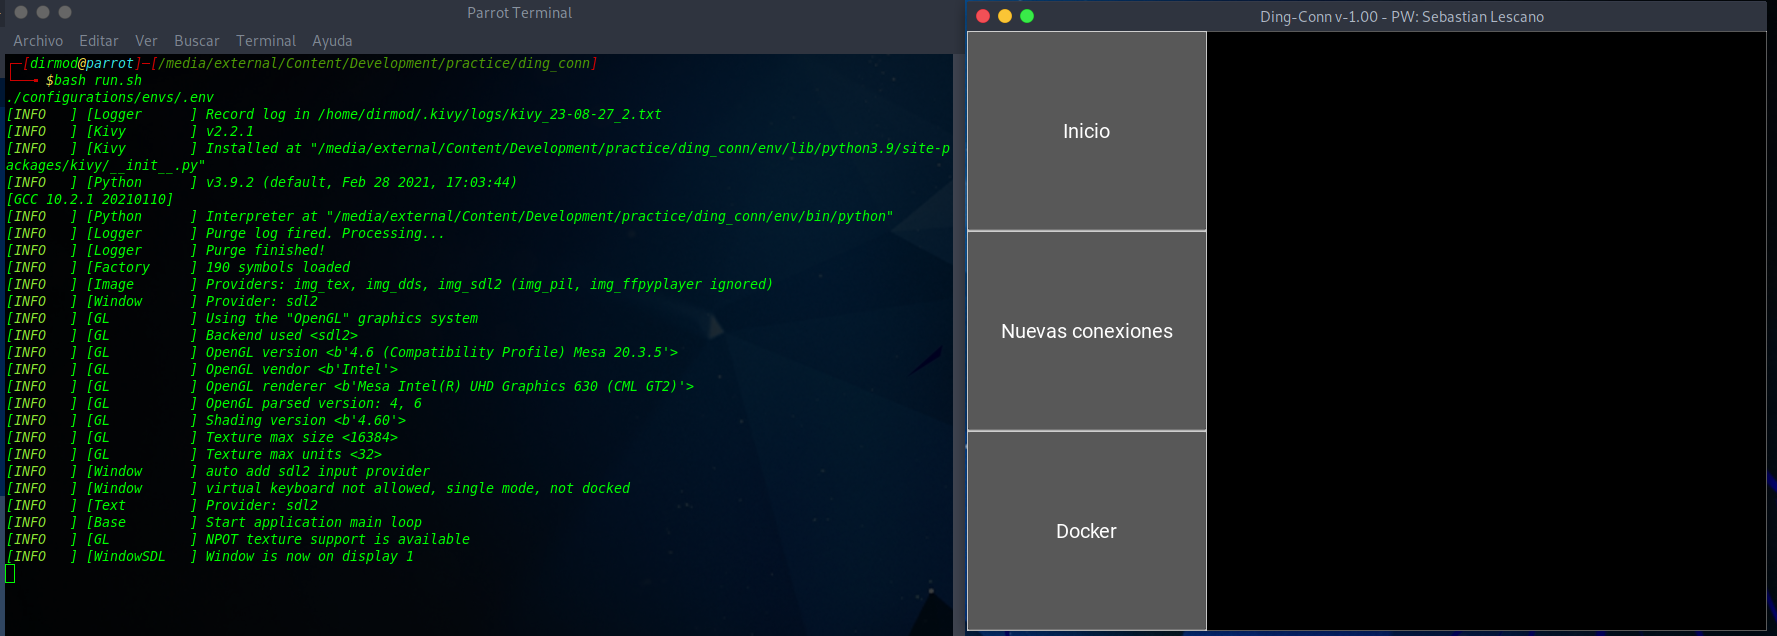 Parrot Terminal
Archivo Editar Ver Buscar Terminal Ayuda
┌─[dirmod@parrot]─[/media/external/Content/Development/practice/ding_conn]
└──╼ $bash run.sh
./configurations/envs/.env
[INFO   ] [Logger      ] Record log in /home/dirmod/.kivy/logs/kivy_23-08-27_2.txt
[INFO   ] [Kivy        ] v2.2.1
[INFO   ] [Kivy        ] Installed at "/media/external/Content/Development/practice/ding_conn/env/lib/python3.9/site-p
ackages/kivy/__init__.py"
[INFO   ] [Python      ] v3.9.2 (default, Feb 28 2021, 17:03:44)
[GCC 10.2.1 20210110]
[INFO   ] [Python      ] Interpreter at "/media/external/Content/Development/practice/ding_conn/env/bin/python"
[INFO   ] [Logger      ] Purge log fired. Processing...
[INFO   ] [Logger      ] Purge finished!
[INFO   ] [Factory     ] 190 symbols loaded
[INFO   ] [Image       ] Providers: img_tex, img_dds, img_sdl2 (img_pil, img_ffpyplayer ignored)
[INFO   ] [Window      ] Provider: sdl2
[INFO   ] [GL          ] Using the "OpenGL" graphics system
[INFO   ] [GL          ] Backend used <sdl2>
[INFO   ] [GL          ] OpenGL version <b'4.6 (Compatibility Profile) Mesa 20.3.5'>
[INFO   ] [GL          ] OpenGL vendor <b'Intel'>
[INFO   ] [GL          ] OpenGL renderer <b'Mesa Intel(R) UHD Graphics 630 (CML GT2)'>
[INFO   ] [GL          ] OpenGL parsed version: 4, 6
[INFO   ] [GL          ] Shading version <b'4.60'>
[INFO   ] [GL          ] Texture max size <16384>
[INFO   ] [GL          ] Texture max units <32>
[INFO   ] [Window      ] auto add sdl2 input provider
[INFO   ] [Window      ] virtual keyboard not allowed, single mode, not docked
[INFO   ] [Text        ] Provider: sdl2
[INFO   ] [Base        ] Start application main loop
[INFO   ] [GL          ] NPOT texture support is available
[INFO   ] [WindowSDL   ] Window is now on display 1
Ding-Conn v-1.00 - PW: Sebastian Lescano
Inicio
Nuevas conexiones
Docker